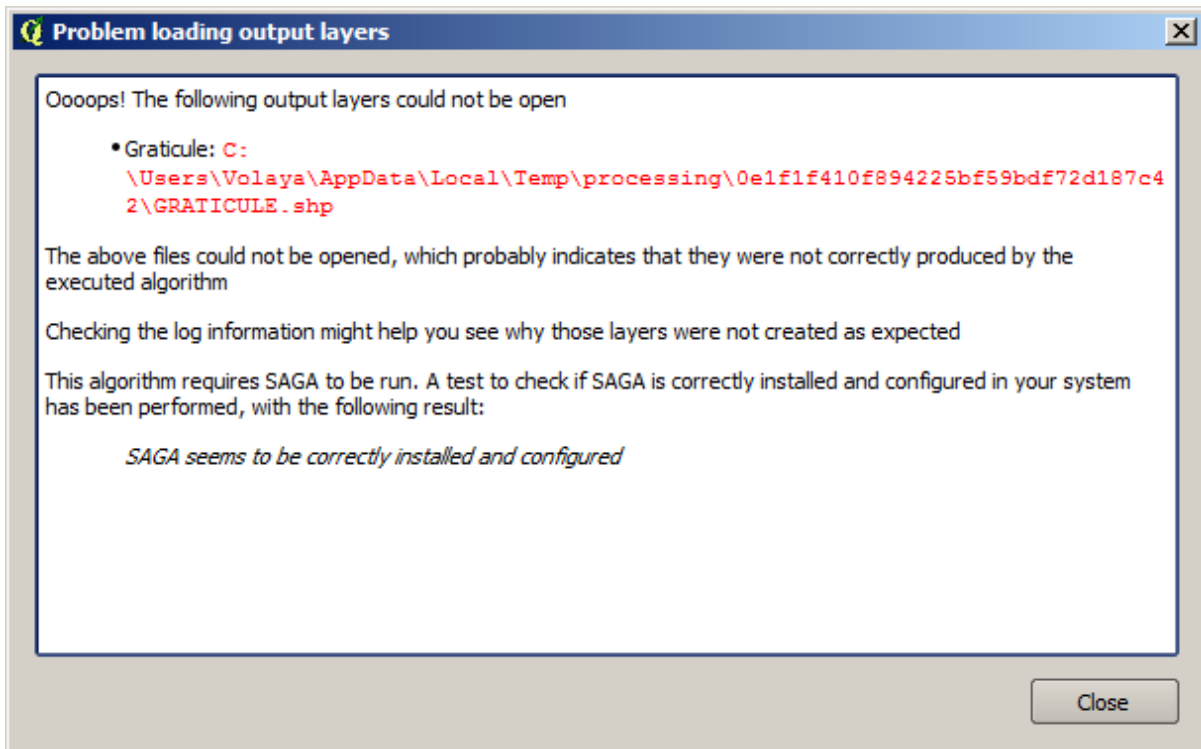 Problem loading output layers
Oooops! The following output layers could not be open
• Graticule: C:
\Users\Volaya\AppData\Local\Temp\processing\0e1f1f410f894225bf59bdf72d187c4
2\GRATICULE.shp
The above files could not be opened, which probably indicates that they were not correctly produced by the
executed algorithm
Checking the log information might help you see why those layers were not created as expected
This algorithm requires SAGA to be run. A test to check if SAGA is correctly installed and configured in your system
has been performed, with the following result:
SAGA seems to be correctly installed and configured
Close